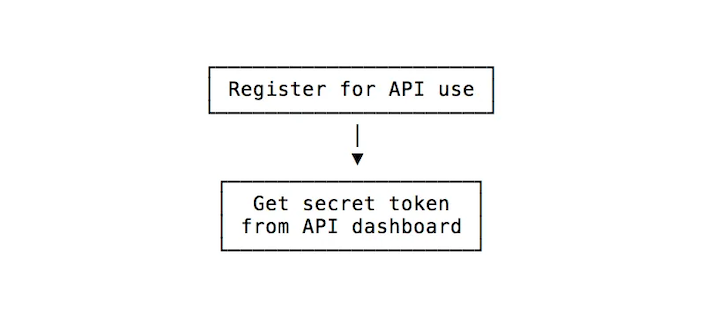 Register for API use
Get secret token
from API dashboard